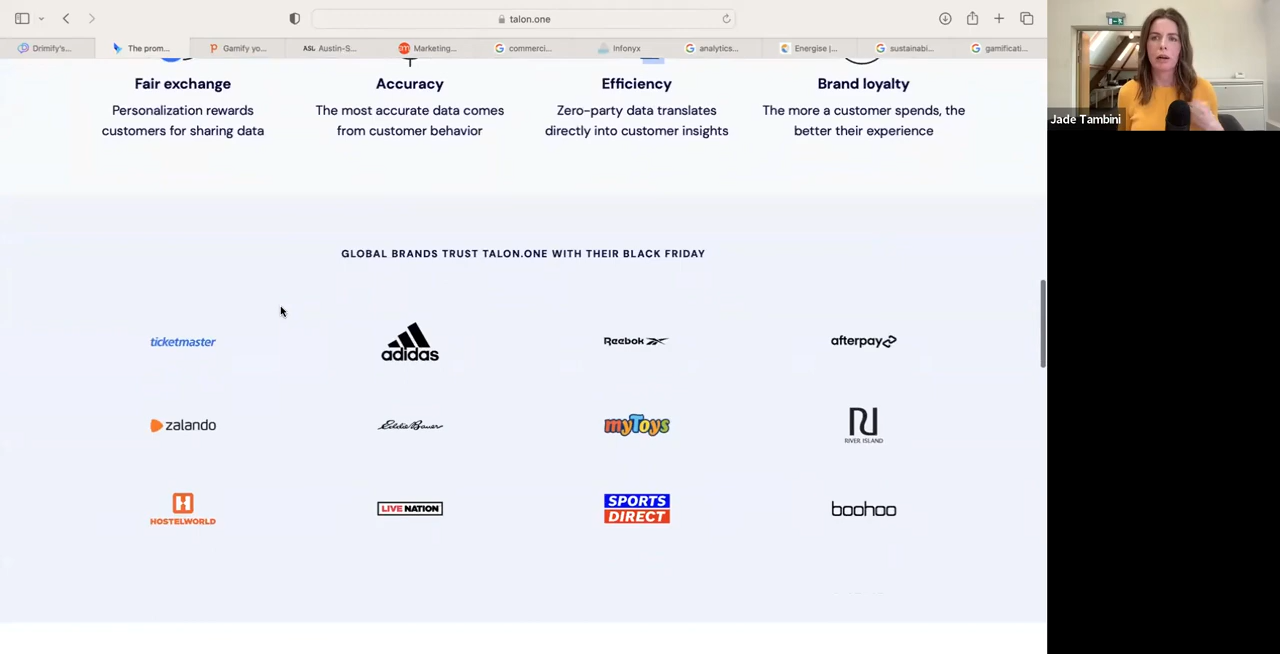 talon.one
Drimify's...
The prom...
Gamify yo...
ASL Austin-S...
Marketing...
commerci...
Infonyx
analytics...
Energise |...
sustainabi...
gamificati...
Jade Tambini
Fair exchange
Personalization rewards
customers for sharing data
Accuracy
The most accurate data comes
from customer behavior
Efficiency
Zero-party data translates
directly into customer insights
Brand loyalty
The more a customer spends, the
better their experience
GLOBAL BRANDS TRUST TALON.ONE WITH THEIR BLACK FRIDAY
ticketmaster
adidas
Reebok
afterpay
zalando
Eddie Bauer
myToys
RIVER ISLAND
HOSTELWORLD
LIVE NATION
SPORTS
DIRECT
boohoo